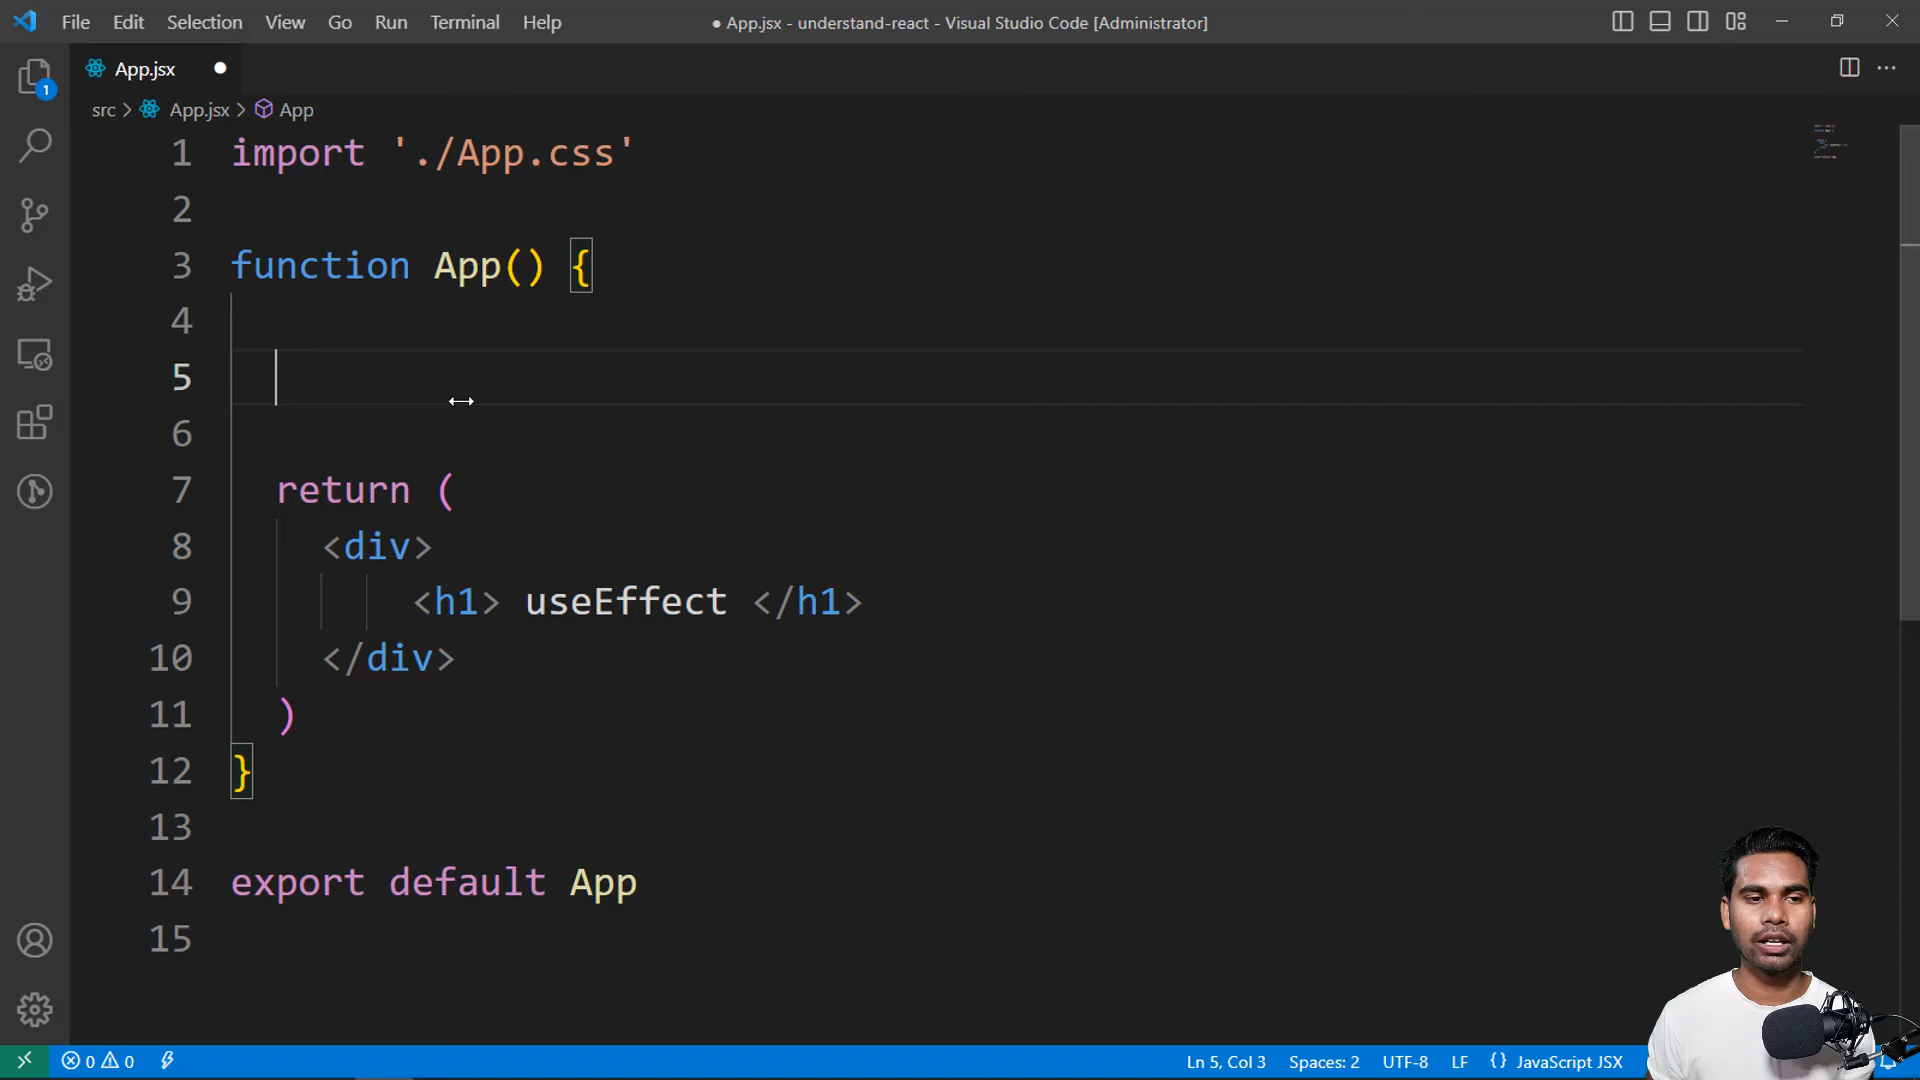 File Edit Selection View Go Run Terminal Help ● App.jsx - understand-react - Visual Studio Code [Administrator]
App.jsx ●
src > App.jsx > App
1
1 import './App.css'
2
3 function App() {
4
5
6
7 return (
8 <div>
9 <h1> useEffect </h1>
10 </div>
11 )
12 }
13
14 export default App
15
0 0 Ln 5, Col 3 Spaces: 2 UTF-8 LF {} JavaScript JSX